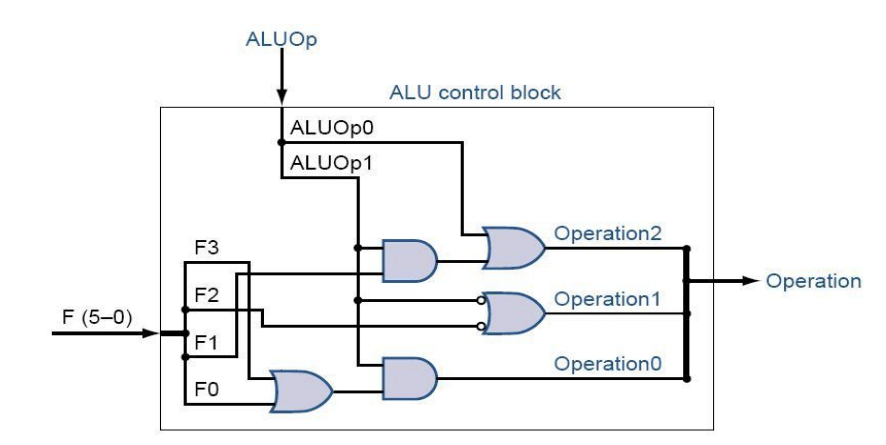 ALUOp
ALU control block
ALUOp0
ALUOp1
Operation2
F3
Operation
F2
Operation1
F (5–0)
F1
Operation0
F0